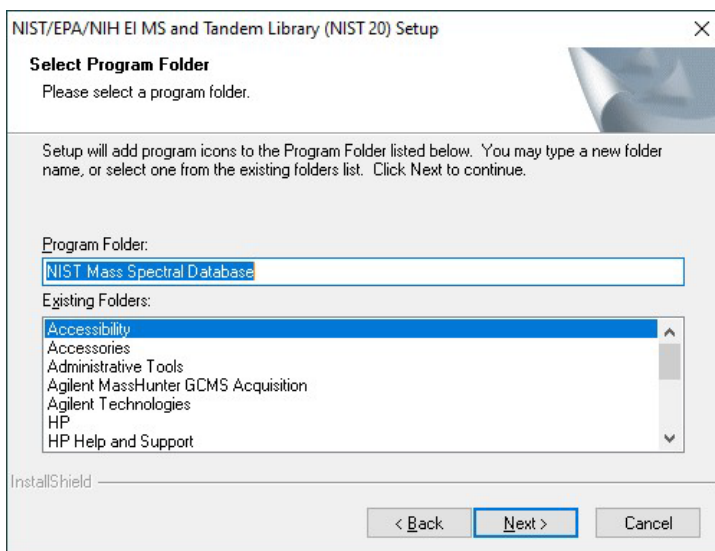 NIST/EPA/NIH EI MS and Tandem Library (NIST 20) Setup
Select Program Folder
Please select a program folder.
Setup will add program icons to the Program Folder listed below. You may type a new folder
name, or select one from the existing folders list. Click Next to continue.
Program Folder:
NIST Mass Spectral Database
Existing Folders:
Accessibility
Accessories
Administrative Tools
Agilent MassHunter GCMS Acquisition
Agilent Technologies
HP
HP Help and Support
InstallShield
< Back Next > Cancel